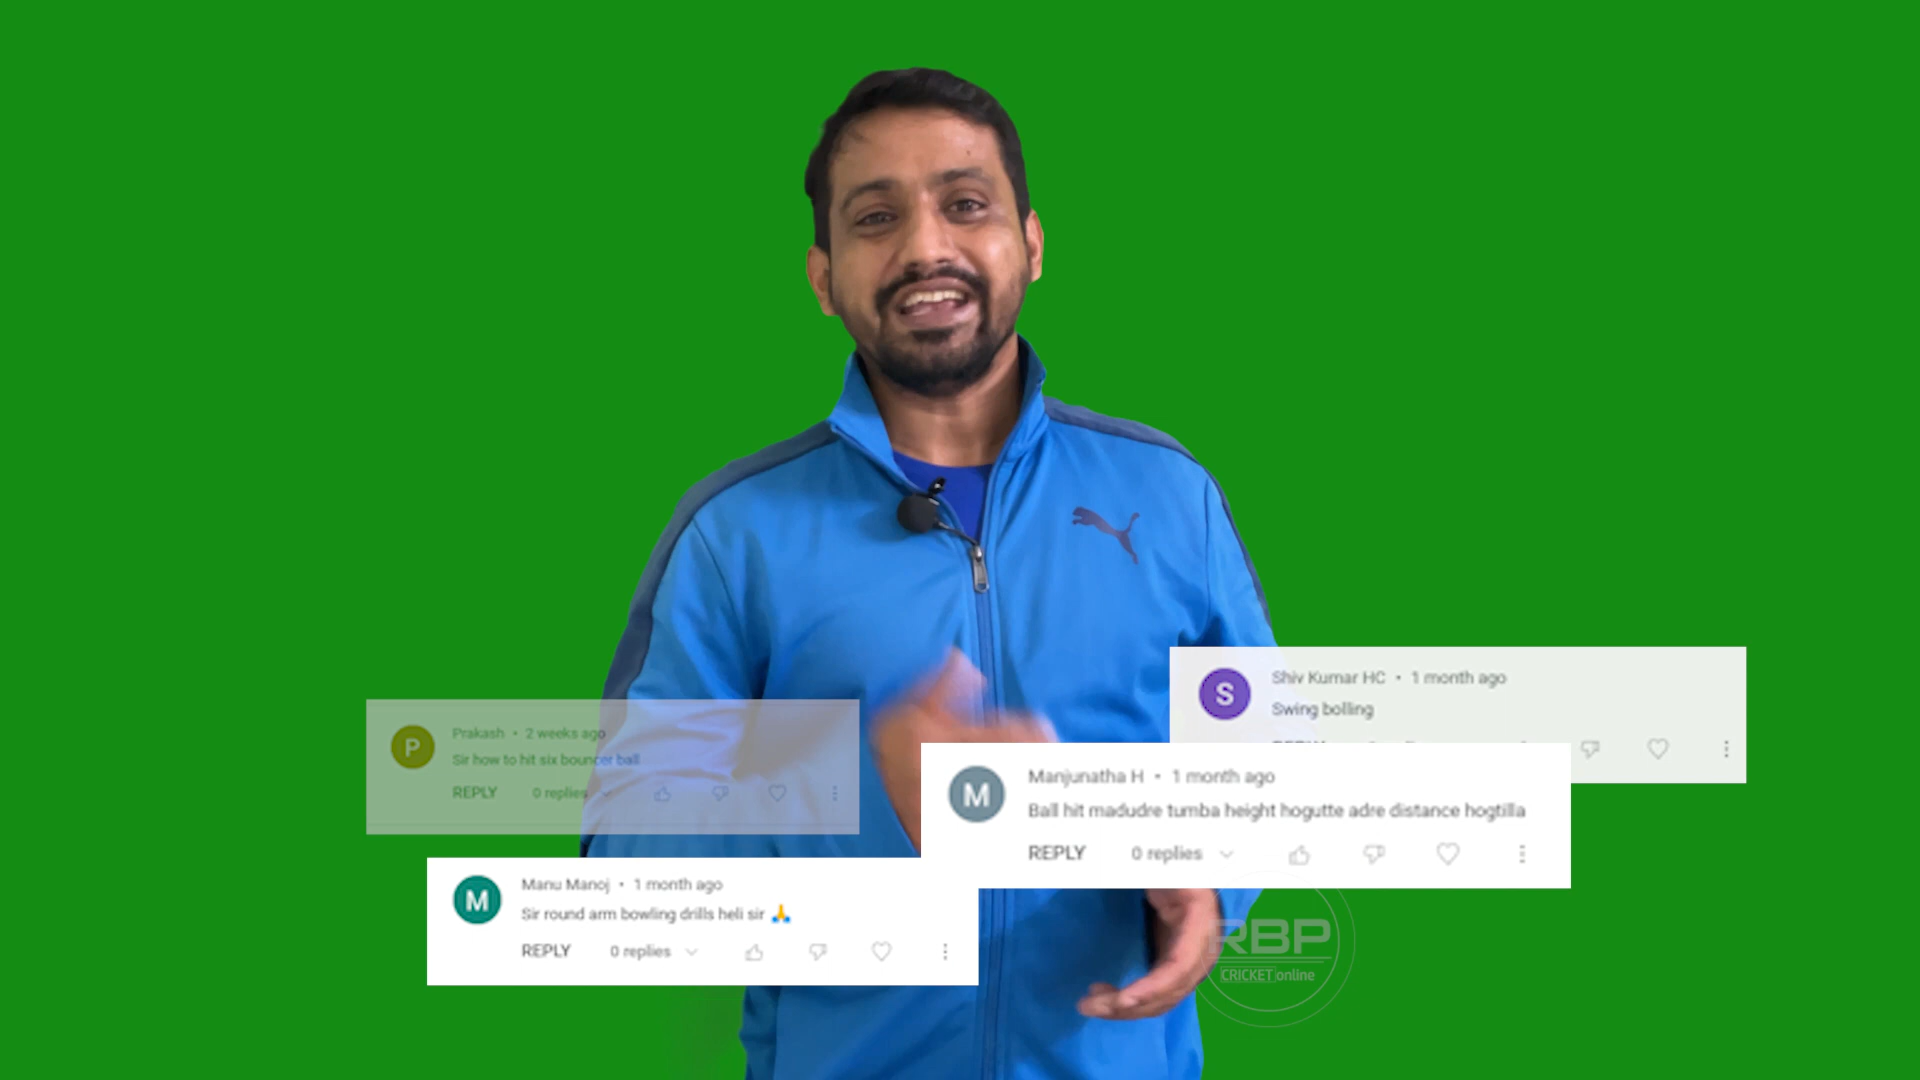 Shiv Kumar HC • 1 month ago
Swing bolling
Prakash • 2 weeks ago
Sir how to hit six bouncer ball
REPLY 0 replies
Manjunatha H • 1 month ago
Ball hit madudre tumba height hogutte adre distance hogtilla
REPLY 0 replies
Manu Manoj • 1 month ago
Sir round arm bowling drills heli sir 🙏
REPLY 0 replies
RBP
CRICKET online